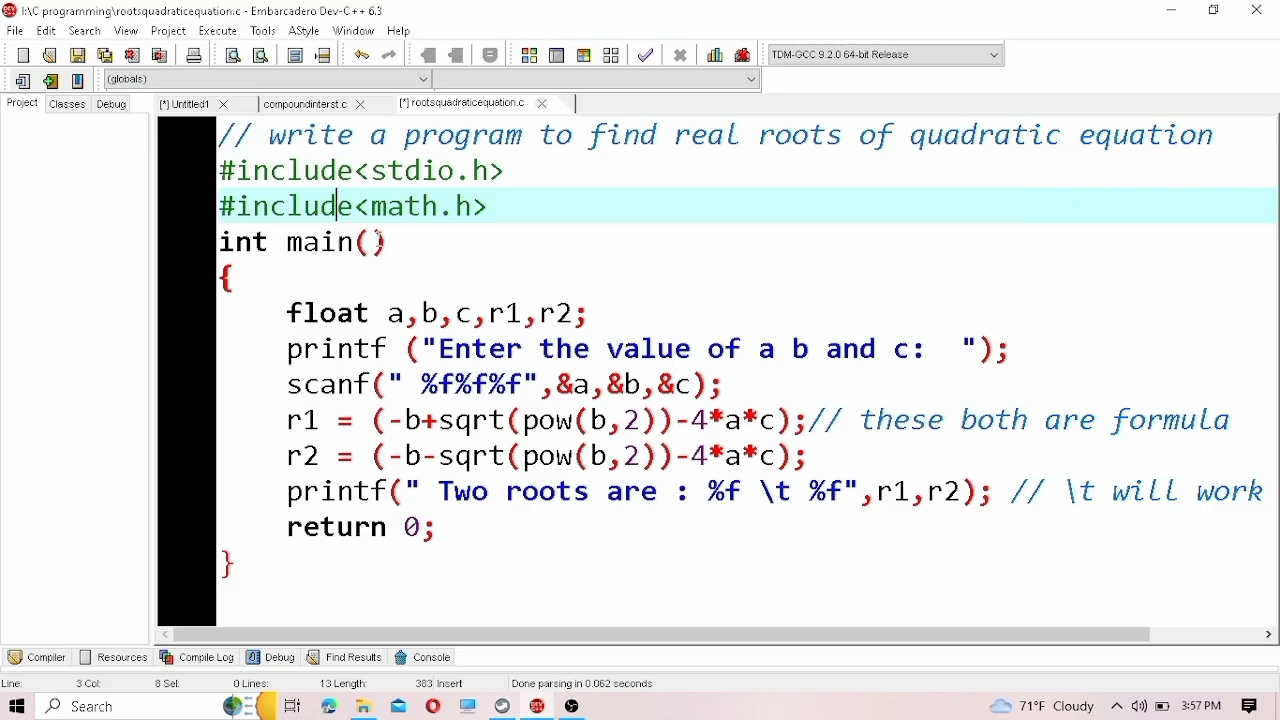 I:\C programming\rootsquadraticequation.c - Embarcadero Dev-C++ 6.3
File Edit Search View Project Execute Tools AStyle Window Help
TDM-GCC 9.2.0 64-bit Release
(globals)
Project Classes Debug
[*] Untitled1 compoundinterst.c [*] rootsquadraticequation.c
// write a program to find real roots of quadratic equation
#include<stdio.h>
#include<math.h>
int main()
{
float a,b,c,r1,r2;
printf ("Enter the value of a b and c:  ");
scanf(" %f%f%f",&a,&b,&c);
r1 = (-b+sqrt(pow(b,2))-4*a*c);// these both are formula
r2 = (-b-sqrt(pow(b,2))-4*a*c);
printf(" Two roots are : %f \t %f",r1,r2); // \t will work
return 0;
}
Compiler Resources Compile Log Debug Find Results Console
Line: 3 Col: 8 Sel: 0 Lines: 13 Length: 383 Insert Done parsing in 0.062 seconds
Search 71°F Cloudy 3:57 PM